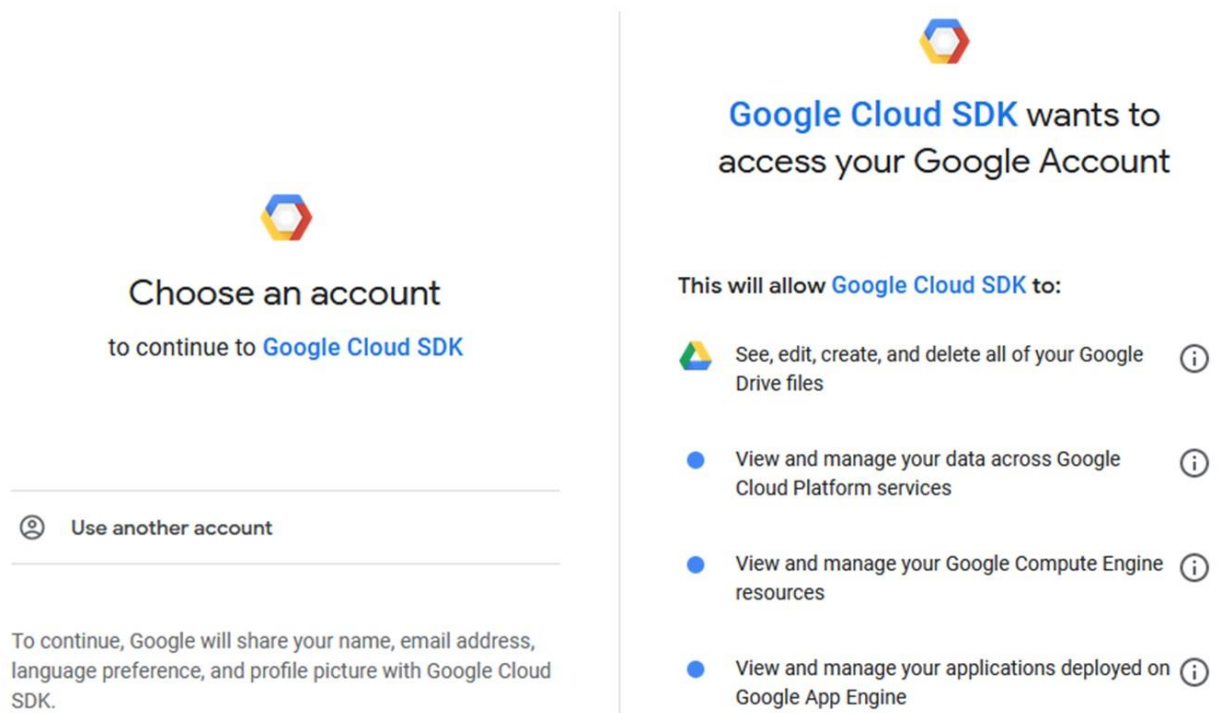 Choose an account
to continue to Google Cloud SDK
Use another account
To continue, Google will share your name, email address,
language preference, and profile picture with Google Cloud
SDK.
Google Cloud SDK wants to
access your Google Account
This will allow Google Cloud SDK to:
See, edit, create, and delete all of your Google
Drive files
View and manage your data across Google
Cloud Platform services
View and manage your Google Compute Engine
resources
View and manage your applications deployed on
Google App Engine